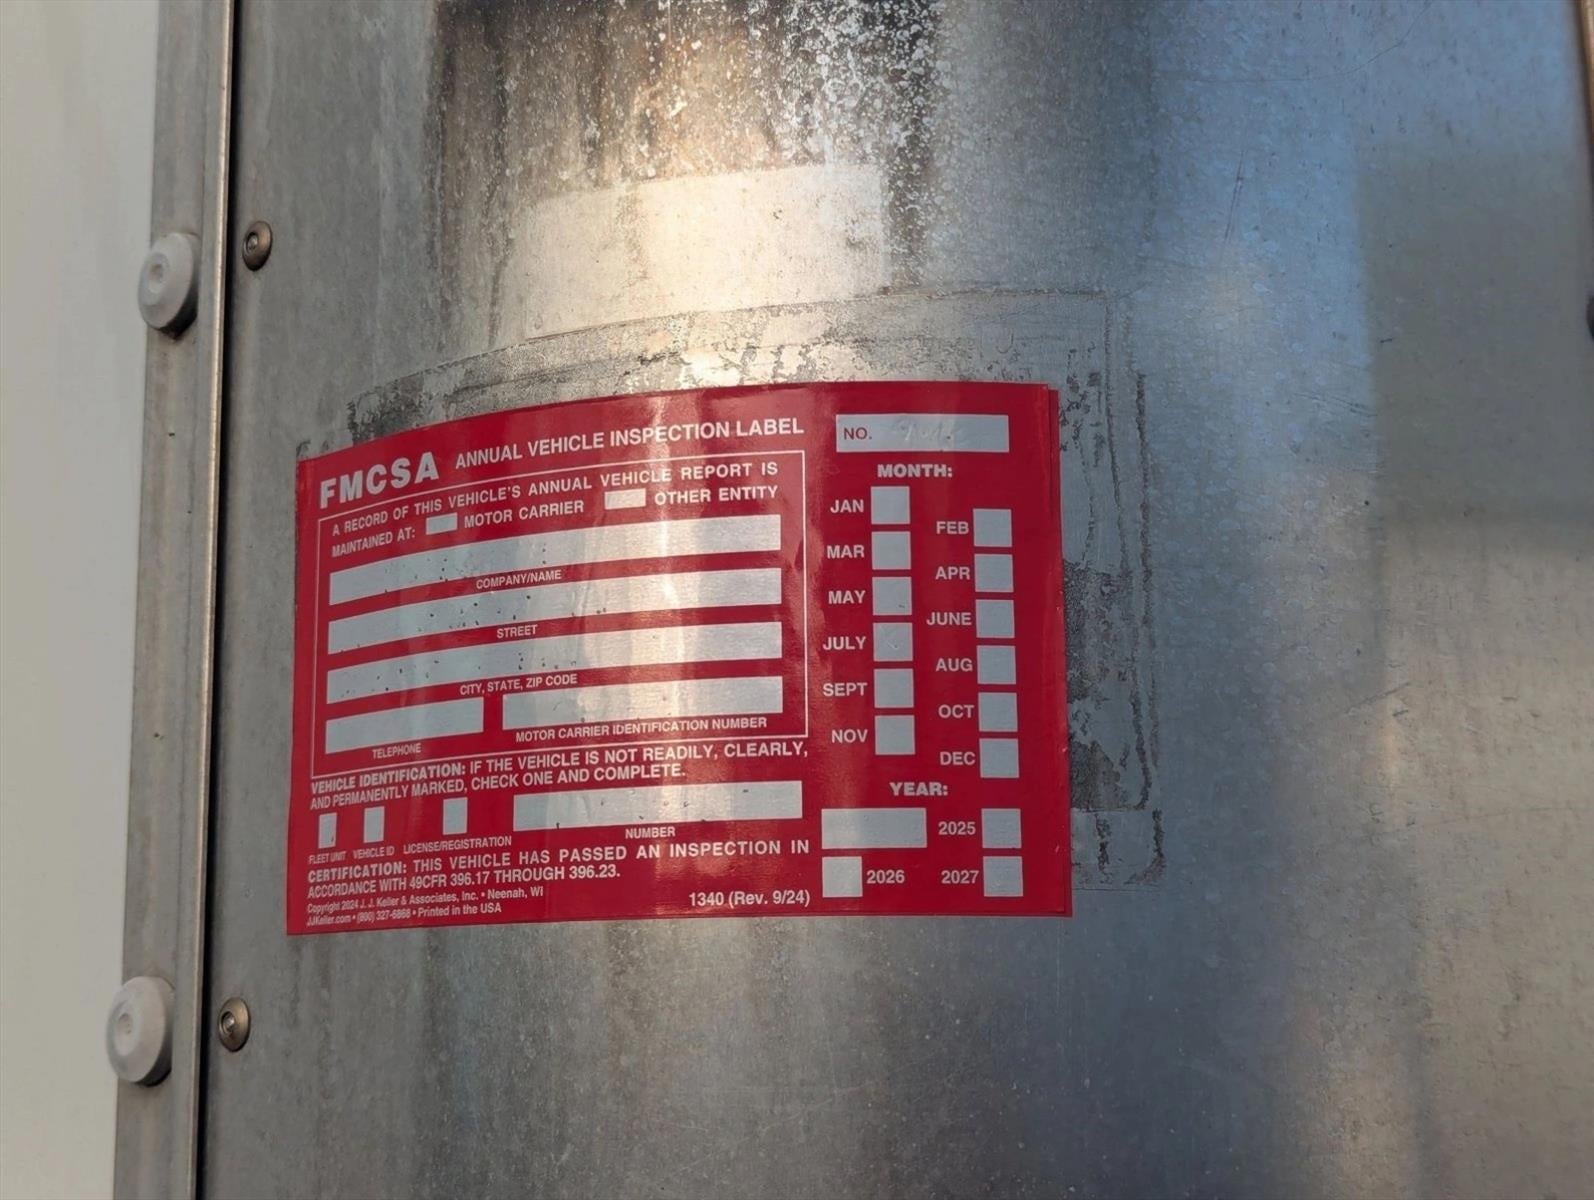 FMCSA ANNUAL VEHICLE INSPECTION LABEL
A RECORD OF THIS VEHICLE'S ANNUAL VEHICLE REPORT IS
MAINTAINED AT: MOTOR CARRIER OTHER ENTITY
COMPANY/NAME
STREET
CITY, STATE, ZIP CODE
TELEPHONE MOTOR CARRIER IDENTIFICATION NUMBER
VEHICLE IDENTIFICATION: IF THE VEHICLE IS NOT READILY, CLEARLY,
AND PERMANENTLY MARKED, CHECK ONE AND COMPLETE.
FLEET UNIT VEHICLE ID LICENSE/REGISTRATION NUMBER
CERTIFICATION: THIS VEHICLE HAS PASSED AN INSPECTION IN
ACCORDANCE WITH 49CFR 396.17 THROUGH 396.23.
Copyright 2024 J. J. Keller & Associates, Inc. • Neenah, WI
JJKeller.com • (800) 327-6868 • Printed in the USA
1340 (Rev. 9/24)
NO.
MONTH:
JAN FEB
MAR APR
MAY JUNE
JULY AUG
SEPT OCT
NOV DEC
YEAR:
2025
2026 2027